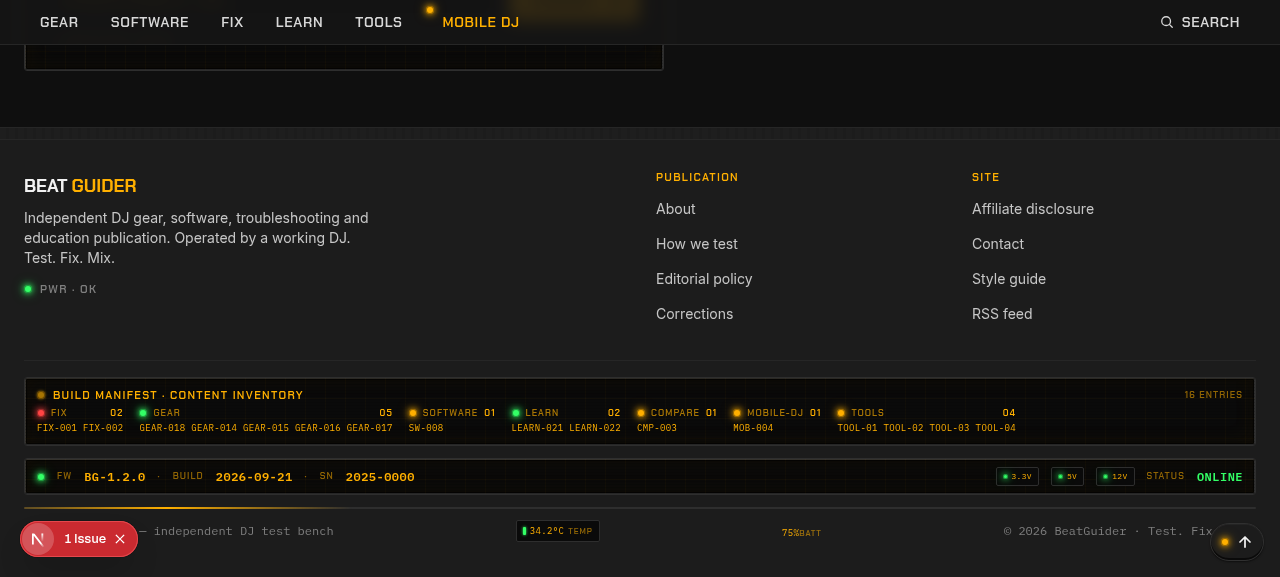 GEAR SOFTWARE FIX LEARN TOOLS MOBILE DJ SEARCH
BEAT GUIDER
Independent DJ gear, software, troubleshooting and
education publication. Operated by a working DJ.
Test. Fix. Mix.
PWR · OK
PUBLICATION
About
How we test
Editorial policy
Corrections
SITE
Affiliate disclosure
Contact
Style guide
RSS feed
BUILD MANIFEST · CONTENT INVENTORY 16 ENTRIES
FIX 02 GEAR 05 SOFTWARE 01 LEARN 02 COMPARE 01 MOBILE-DJ 01 TOOLS 04
FIX-001 FIX-002 GEAR-018 GEAR-014 GEAR-015 GEAR-016 GEAR-017 SW-008 LEARN-021 LEARN-022 CMP-003 MOB-004 TOOL-01 TOOL-02 TOOL-03 TOOL-04
FW BG-1.2.0 · BUILD 2026-09-21 · SN 2025-0000 3.3V 5V 12V STATUS ONLINE
— independent DJ test bench 34.2°C TEMP 75%BATT © 2026 BeatGuider · Test. Fix
N 1 Issue